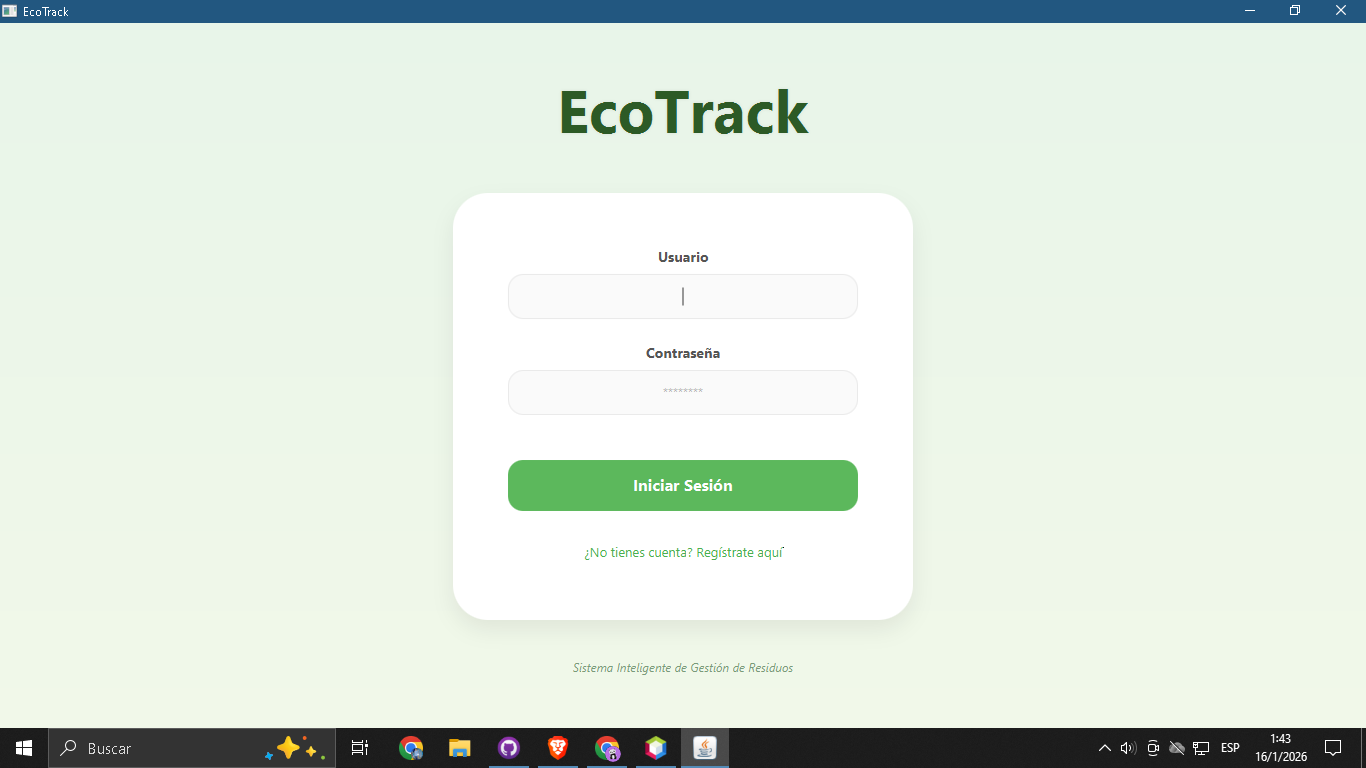 EcoTrack
EcoTrack
Usuario
Contraseña
********
Iniciar Sesión
¿No tienes cuenta? Regístrate aquí
Sistema Inteligente de Gestión de Residuos
Buscar
ESP
1:43
16/1/2026